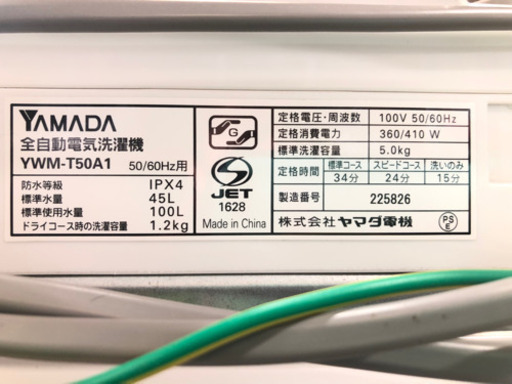 YAMADA
全自動電気洗濯機
YWM-T50A1 50/60Hz用
防水等級 IPX4
標準水量 45L
標準使用水量 100L
ドライコース時の洗濯容量 1.2kg
G
S
JET
1628
Made in China
定格電圧・周波数 100V 50/60Hz
定格消費電力 360/410 W
標準洗濯容量 5.0kg
定格時間 標準コース スピードコース 洗いのみ
34分 24分 15分
製造番号 225826
株式会社 ヤマダ電機 PSE